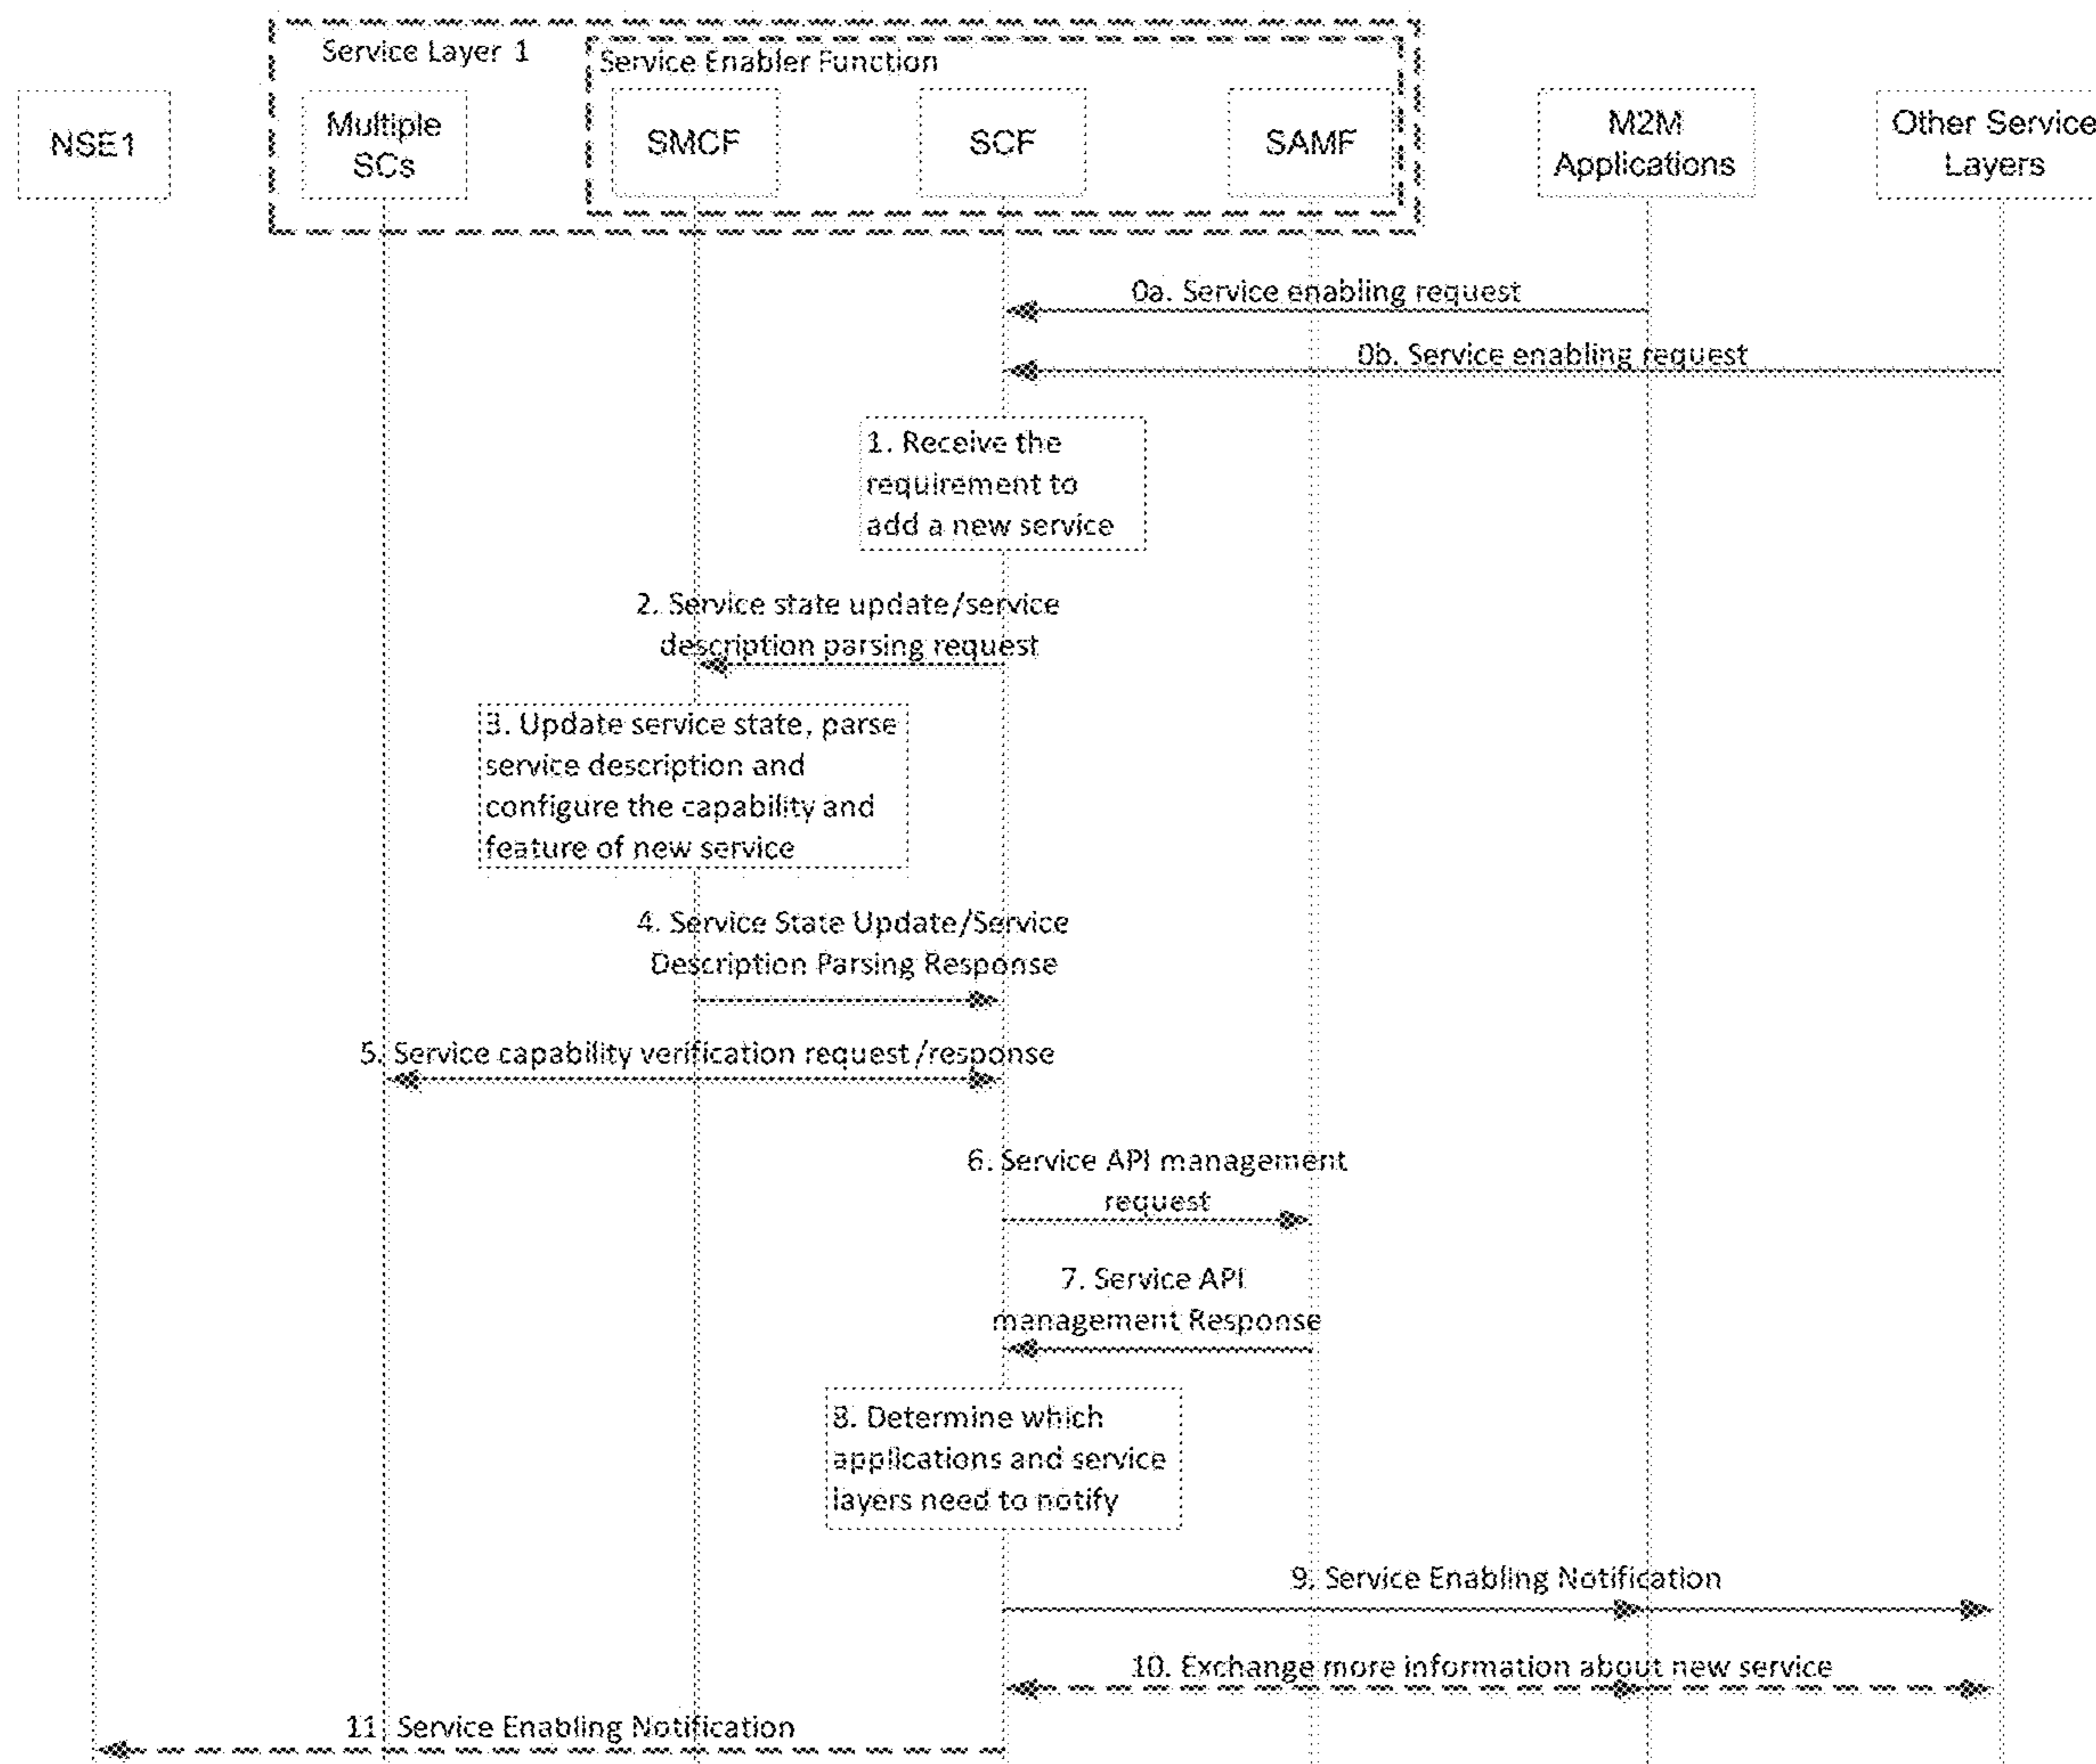 Service Layer 1
Service Enabler Function
NSE1
Multiple
SCs
SMCF
SCF
SAMF
M2M
Applications
Other Service
Layers
0a. Service enabling request
0b. Service enabling request
1. Receive the
requirement to
add a new service
2. Service state update/service
description parsing request
3. Update service state, parse
service description and
configure the capability and
feature of new service
4. Service State Update/Service
Description Parsing Response
5. Service capability verification request/response
6. Service API management
request
7. Service API
management Response
8. Determine which
applications and service
layers need to notify
9. Service Enabling Notification
10. Exchange more information about new service
11. Service Enabling Notification